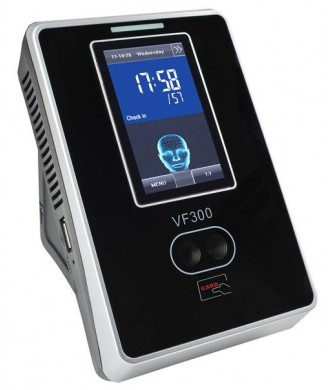 11-10-26 Wednesday
17:58
/57
Check in
MENU 1:1
VF300
CARD